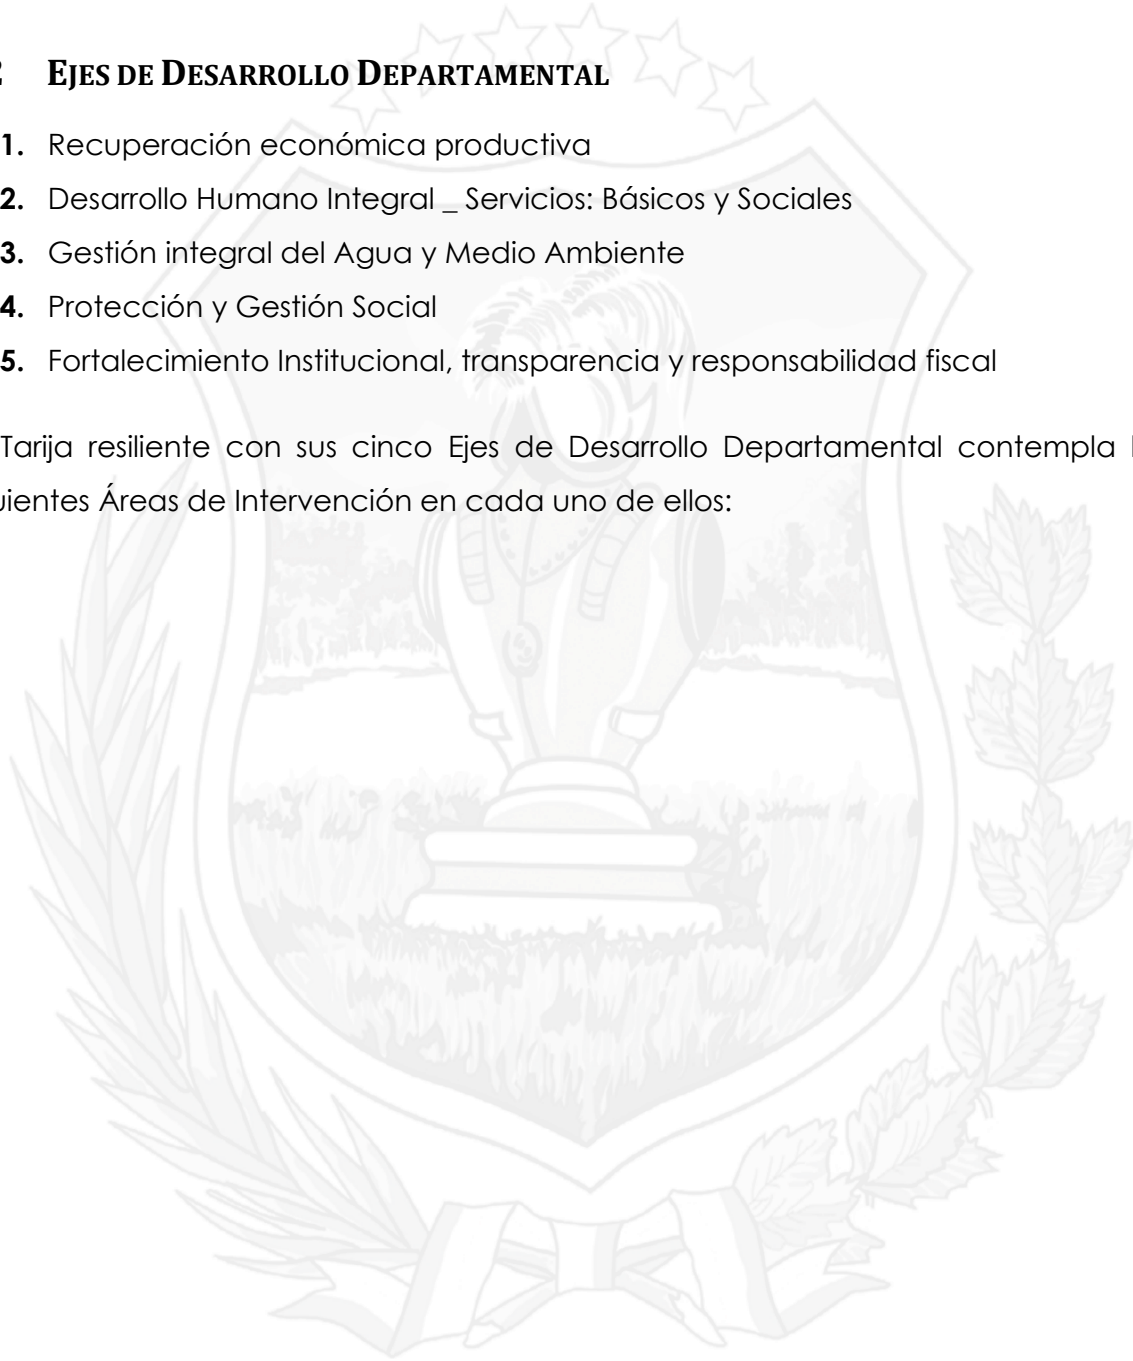 2 EJES DE DESARROLLO DEPARTAMENTAL
1. Recuperación económica productiva
2. Desarrollo Humano Integral _ Servicios: Básicos y Sociales
3. Gestión integral del Agua y Medio Ambiente
4. Protección y Gestión Social
5. Fortalecimiento Institucional, transparencia y responsabilidad fiscal
Tarija resiliente con sus cinco Ejes de Desarrollo Departamental contempla
uientes Áreas de Intervención en cada uno de ellos: